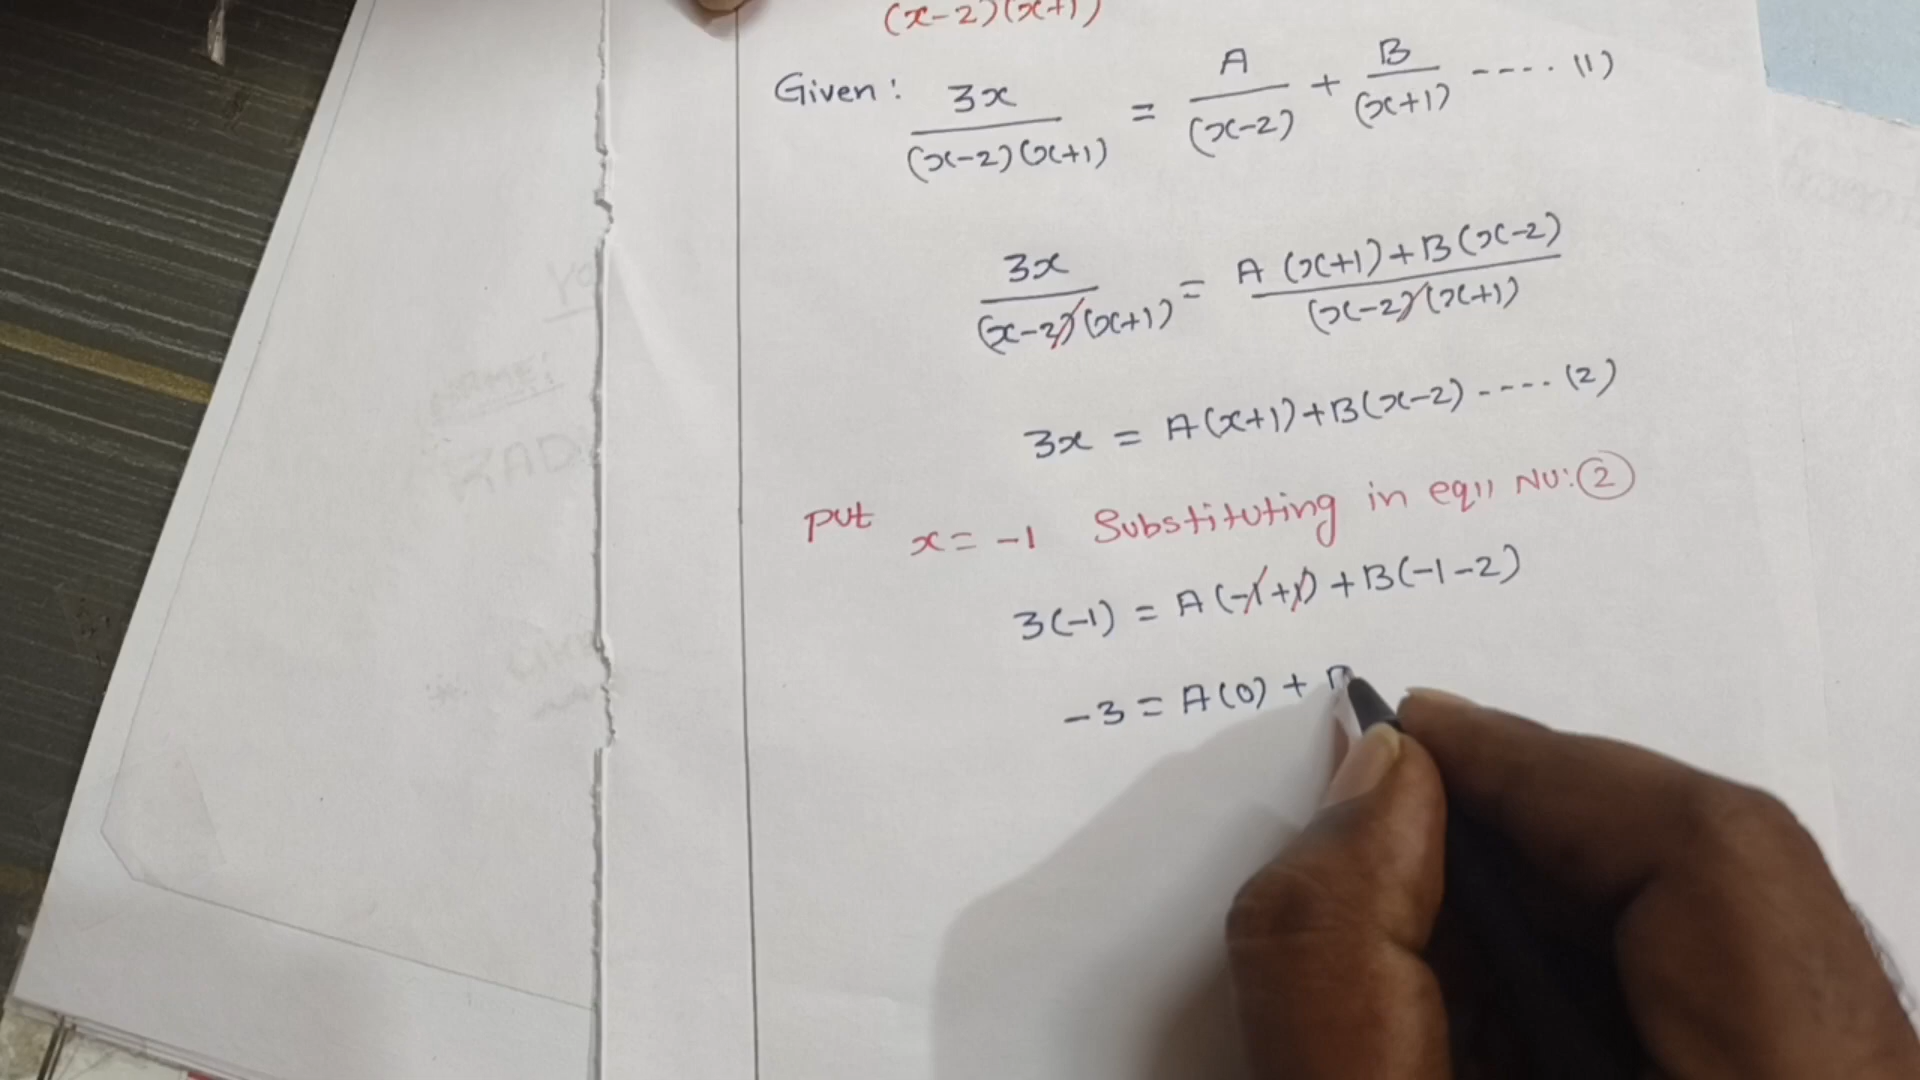 (x-2)(x+1)
Given: 3x / (x-2)(x+1) = A / (x-2) + B / (x+1) ---- (1)
3x / (x-2)(x+1) = A(x+1)+B(x-2) / (x-2)(x+1)
3x = A(x+1)+B(x-2) ---- (2)
put x = -1 Substituting in eqn No: 2
3(-1) = A(-1+1)+B(-1-2)
-3 = A(0) + B